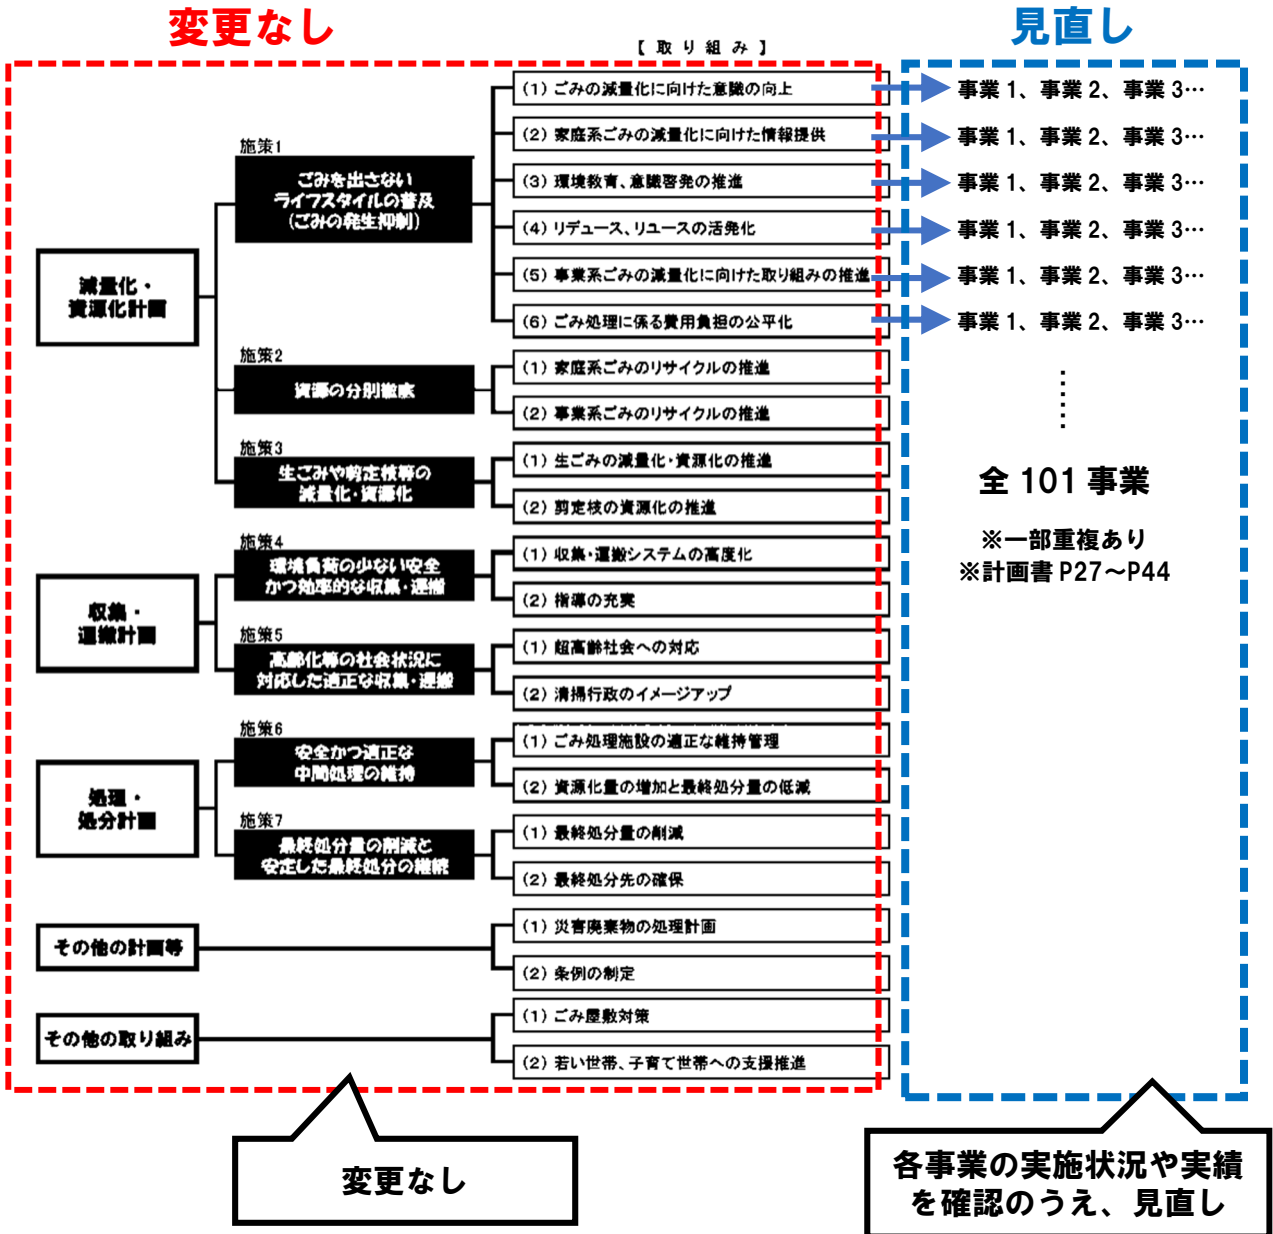 変更なし
見直し
【 取 り 組 み 】
減量化・
資源化計画
施策1
ごみを出さない
ライフスタイルの普及
(ごみの発生抑制)
(1) ごみの減量化に向けた意識の向上
事業 1、事業 2、事業 3…
(2) 家庭系ごみの減量化に向けた情報提供
事業 1、事業 2、事業 3…
(3) 環境教育、意識啓発の推進
事業 1、事業 2、事業 3…
(4) リデュース、リユースの活発化
事業 1、事業 2、事業 3…
(5) 事業系ごみの減量化に向けた取り組みの推進
事業 1、事業 2、事業 3…
(6) ごみ処理に係る費用負担の公平化
事業 1、事業 2、事業 3…
施策2
資源の分別徹底
(1) 家庭系ごみのリサイクルの推進
(2) 事業系ごみのリサイクルの推進
施策3
生ごみや剪定枝等の
減量化・資源化
(1) 生ごみの減量化・資源化の推進
(2) 剪定枝の資源化の推進
収集・
運搬計画
施策4
環境負荷の少ない安全
かつ効率的な収集・運搬
(1) 収集・運搬システムの高度化
(2) 指導の充実
施策5
高齢化等の社会状況に
対応した適正な収集・運搬
(1) 超高齢社会への対応
(2) 清掃行政のイメージアップ
処理・
処分計画
施策6
安全かつ適正な
中間処理の維持
(1) ごみ処理施設の適正な維持管理
(2) 資源化量の増加と最終処分量の低減
施策7
最終処分量の削減と
安定した最終処分の継続
(1) 最終処分量の削減
(2) 最終処分先の確保
その他の計画等
(1) 災害廃棄物の処理計画
(2) 条例の制定
その他の取り組み
(1) ごみ屋敷対策
(2) 若い世帯、子育て世帯への支援推進
全 101 事業
※一部重複あり
※計画書 P27～P44
変更なし
各事業の実施状況や実績
を確認のうえ、見直し